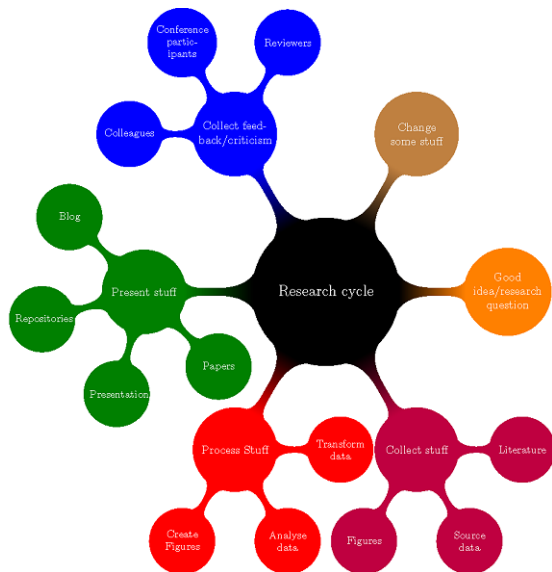 Conference
partic-
ipants
Reviewers
Colleagues
Collect feed-
back/criticism
Change
some stuff
Blog
Present stuff
Research cycle
Good
idea/research
question
Repositories
Papers
Presentation
Process Stuff
Transform
data
Collect stuff
Literature
Create
Figures
Analyse
data
Figures
Source
data